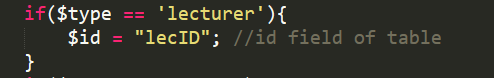 if($type == 'lecturer'){
    $id = "lecID"; //id field of table
}